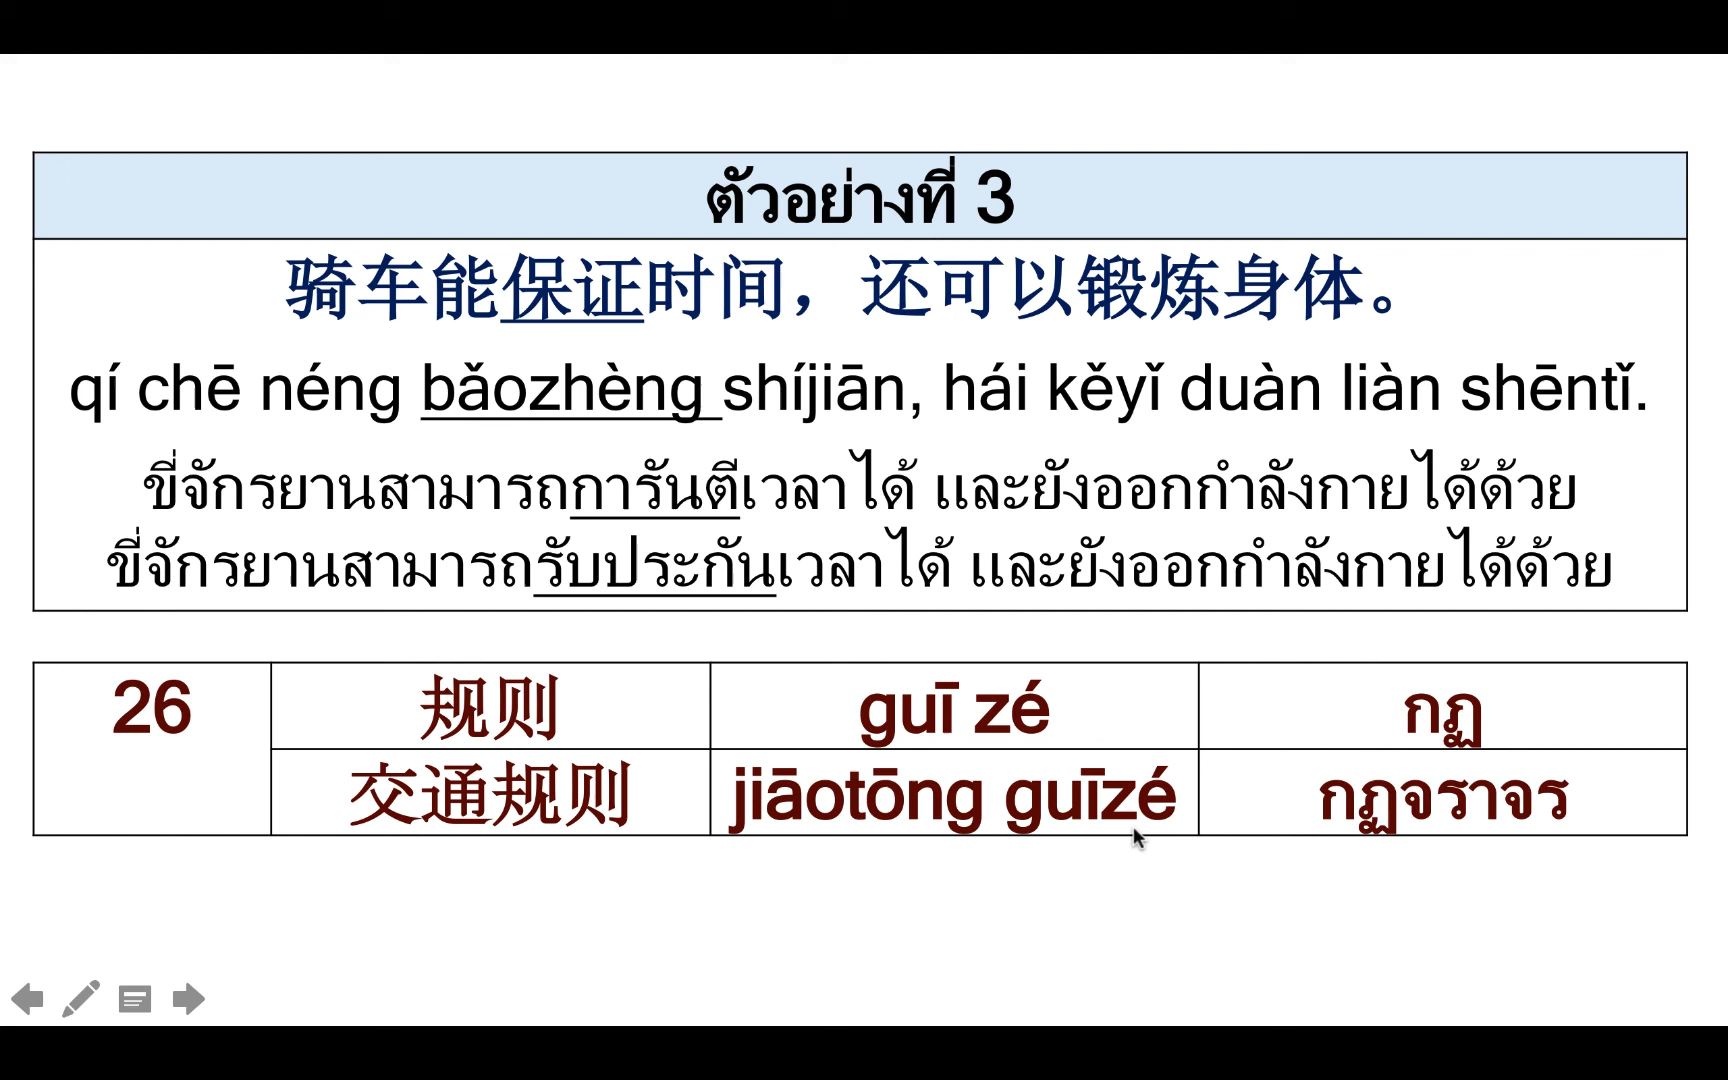 ตัวอย่างที่ 3
骑车能保证时间，还可以锻炼身体。
qí chē néng bǎozhèng shíjiān, hái kěyǐ duàn liàn shēntǐ.
ขี่จักรยานสามารถการันตีเวลาได้ และยังออกกำลังกายได้ด้วย
ขี่จักรยานสามารถรับประกันเวลาได้ และยังออกกำลังกายได้ด้วย
26 规则 guī zé กฏ
交通规则 jiāotōng guīzé กฏจราจร